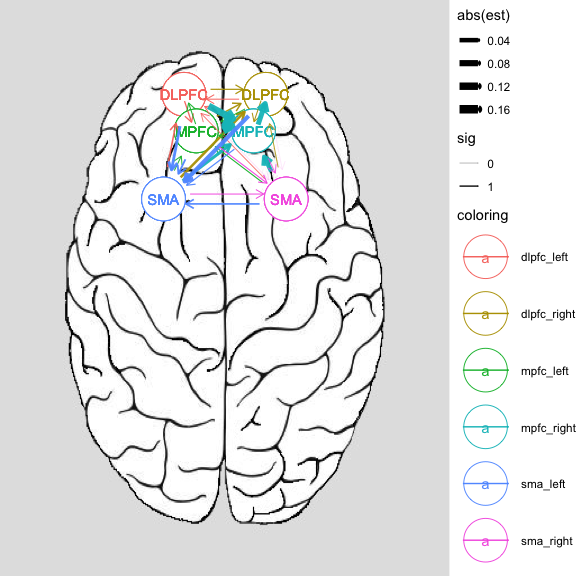 DLPFC DLPFC
MPFC MPFC
SMA SMA
abs(est)
0.04
0.08
0.12
0.16
sig
0
1
coloring
a dlpfc_left
a dlpfc_right
a mpfc_left
a mpfc_right
a sma_left
a sma_right